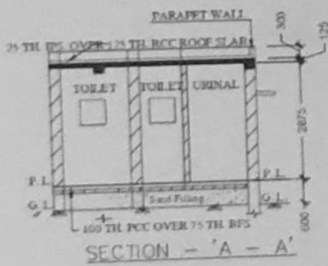 PARAPET WALL
75 TH. BFS OVER 125 TH. RCC ROOF SLAB
300
125
TOILET TOILET URINAL
2875
P.L. P.L.
Sand Filling
G.L. G.L.
600
100 TH. PCC OVER 75 TH. BFS
SECTION - 'A - A'